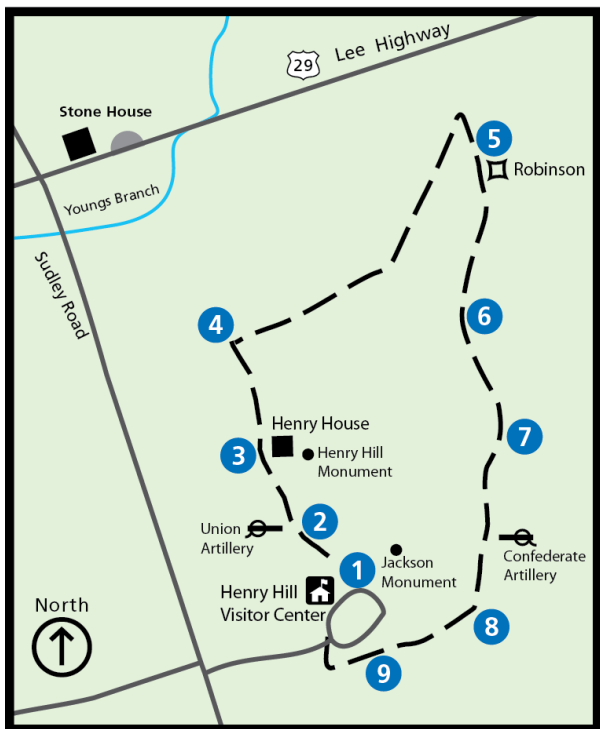 Lee Highway
29
Stone House
5
Robinson
Youngs Branch
Sudley Road
4
6
Henry House
7
3
Henry Hill
Monument
2
Union
Artillery
1
Jackson
Monument
Confederate
Artillery
Henry Hill
Visitor Center
North
8
9